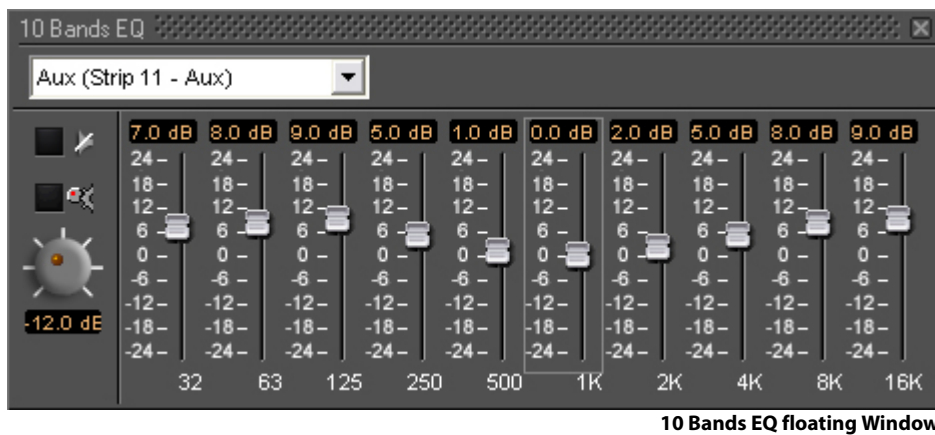 10 Bands EQ
Aux (Strip 11 - Aux)
7.0 dB 8.0 dB 9.0 dB 5.0 dB 1.0 dB 0.0 dB 2.0 dB 5.0 dB 8.0 dB 9.0 dB
24 24 24 24 24 24 24 24 24 24
18 18 18 18 18 18 18 18 18 18
12 12 12 12 12 12 12 12 12 12
6 6 6 6 6 6 6 6 6 6
0 0 0 0 0 0 0 0 0 0
-6 -6 -6 -6 -6 -6 -6 -6 -6 -6
-12 -12 -12 -12 -12 -12 -12 -12 -12 -12
-12.0 dB
-18 -18 -18 -18 -18 -18 -18 -18 -18 -18
-24 -24 -24 -24 -24 -24 -24 -24 -24 -24
32 63 125 250 500 1K 2K 4K 8K 16K
10 Bands EQ floating Window